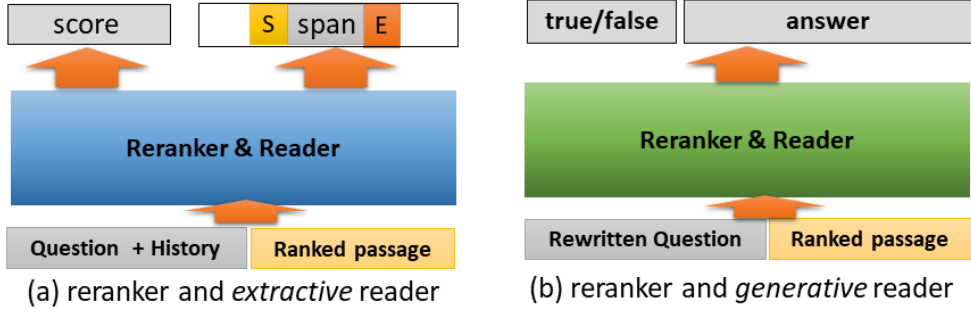 score
S span E
Reranker & Reader
Question + History Ranked passage
(a) reranker and extractive reader
true/false answer
Reranker & Reader
Rewritten Question Ranked passage
(b) reranker and generative reader